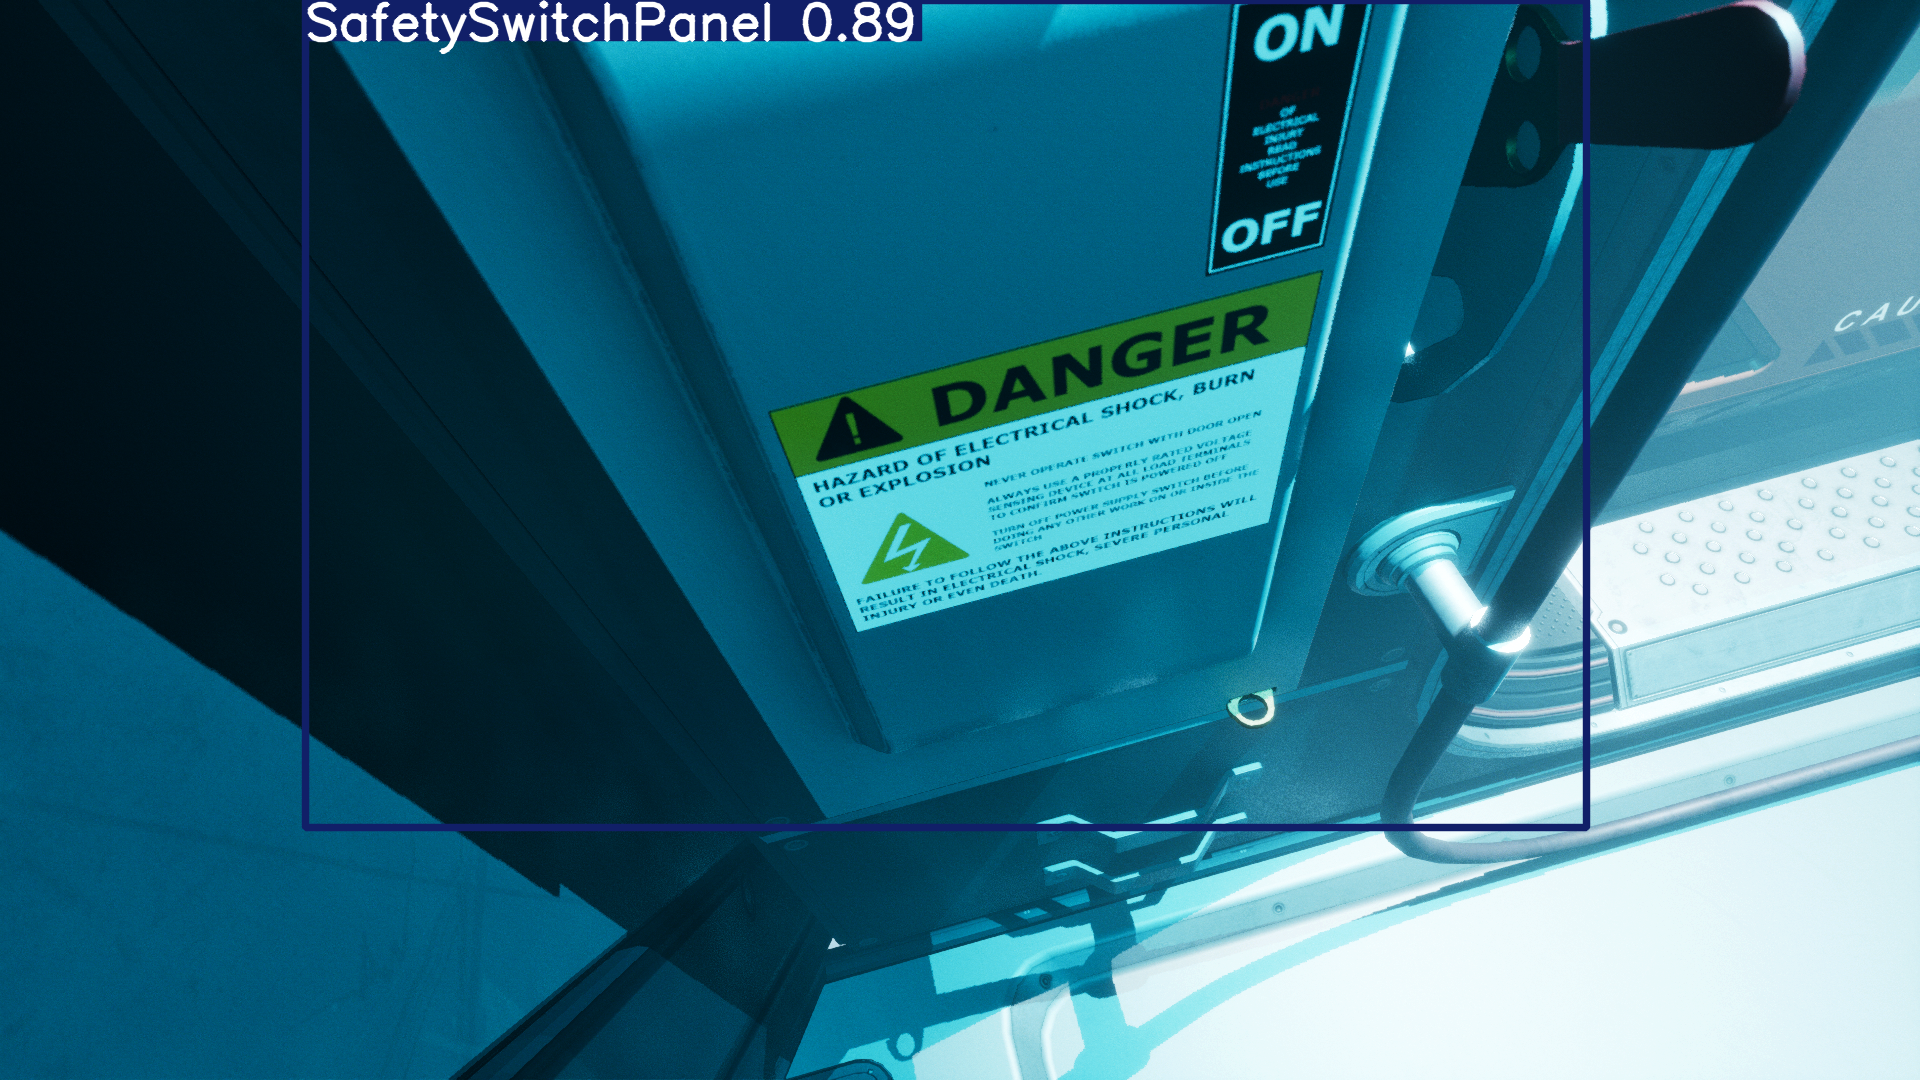 SafetySwitchPanel 0.89
ON
OF
ELECTRICAL
INJURY
READ
INSTRUCTIONS
BEFORE
USE
OFF
DANGER
HAZARD OF ELECTRICAL SHOCK, BURN
OR EXPLOSION
NEVER OPERATE SWITCH WITH DOOR OPEN
ALWAYS USE A PROPERLY RATED VOLTAGE
SENSING DEVICE AT ALL LOAD TERMINALS
TO CONFIRM SWITCH IS POWERED OFF
TURN OFF POWER SUPPLY SWITCH BEFORE
DOING ANY OTHER WORK ON OR INSIDE THE
SWITCH
FAILURE TO FOLLOW THE ABOVE INSTRUCTIONS WILL
RESULT IN ELECTRICAL SHOCK, SEVERE PERSONAL
INJURY OR EVEN DEATH.
CAU